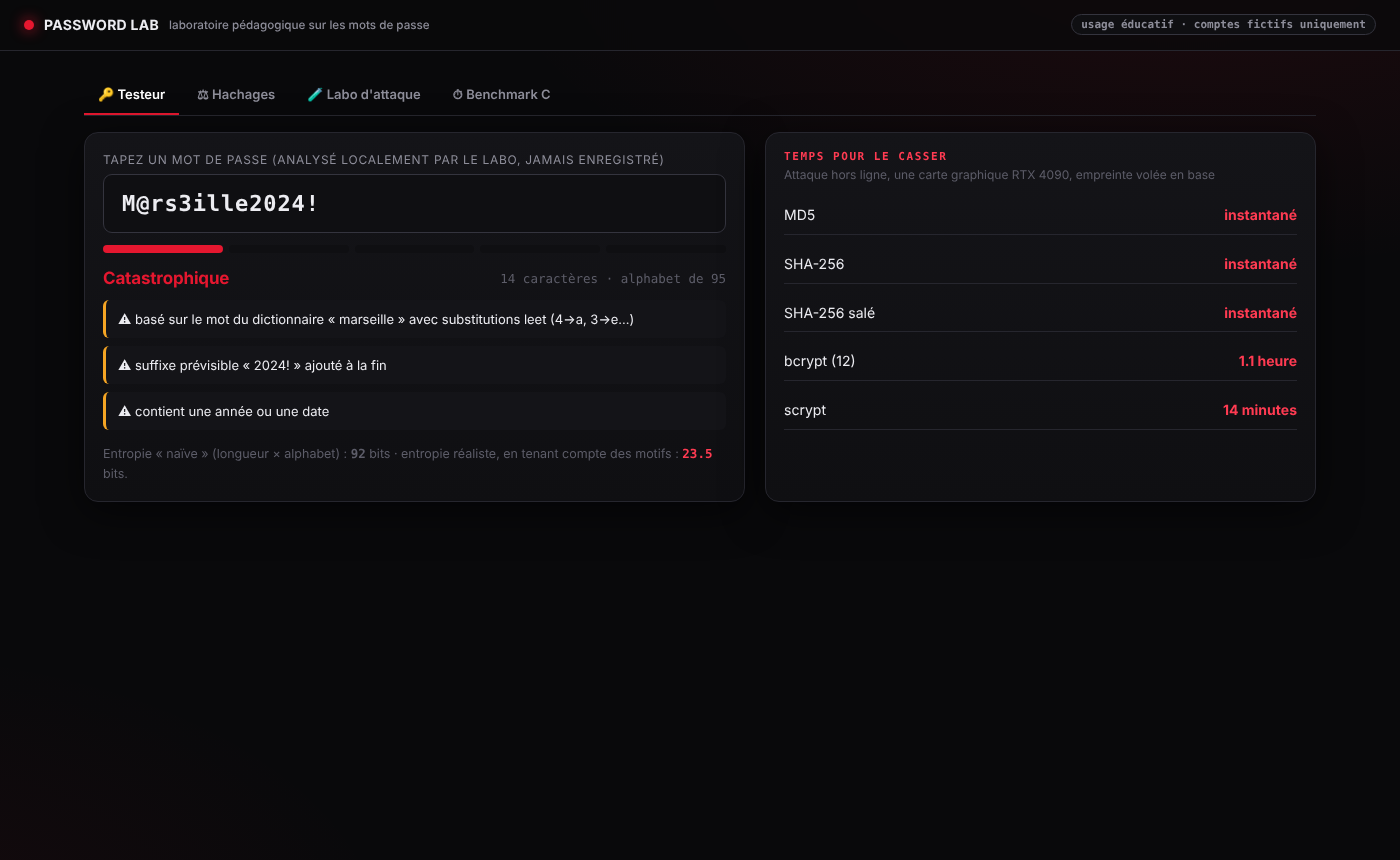 PASSWORD LAB laboratoire pédagogique sur les mots de passe
usage éducatif · comptes fictifs uniquement
🔑 Testeur ⚖ Hachages 🧪 Labo d'attaque ⏱ Benchmark C
TAPEZ UN MOT DE PASSE (ANALYSÉ LOCALEMENT PAR LE LABO, JAMAIS ENREGISTRÉ)
M@rs3ille2024!
Catastrophique 14 caractères · alphabet de 95
⚠ basé sur le mot du dictionnaire « marseille » avec substitutions leet (4→a, 3→e…)
⚠ suffixe prévisible « 2024! » ajouté à la fin
⚠ contient une année ou une date
Entropie « naïve » (longueur × alphabet) : 92 bits · entropie réaliste, en tenant compte des motifs : 23.5
bits.
TEMPS POUR LE CASSER
Attaque hors ligne, une carte graphique RTX 4090, empreinte volée en base
MD5 instantané
SHA-256 instantané
SHA-256 salé instantané
bcrypt (12) 1.1 heure
scrypt 14 minutes